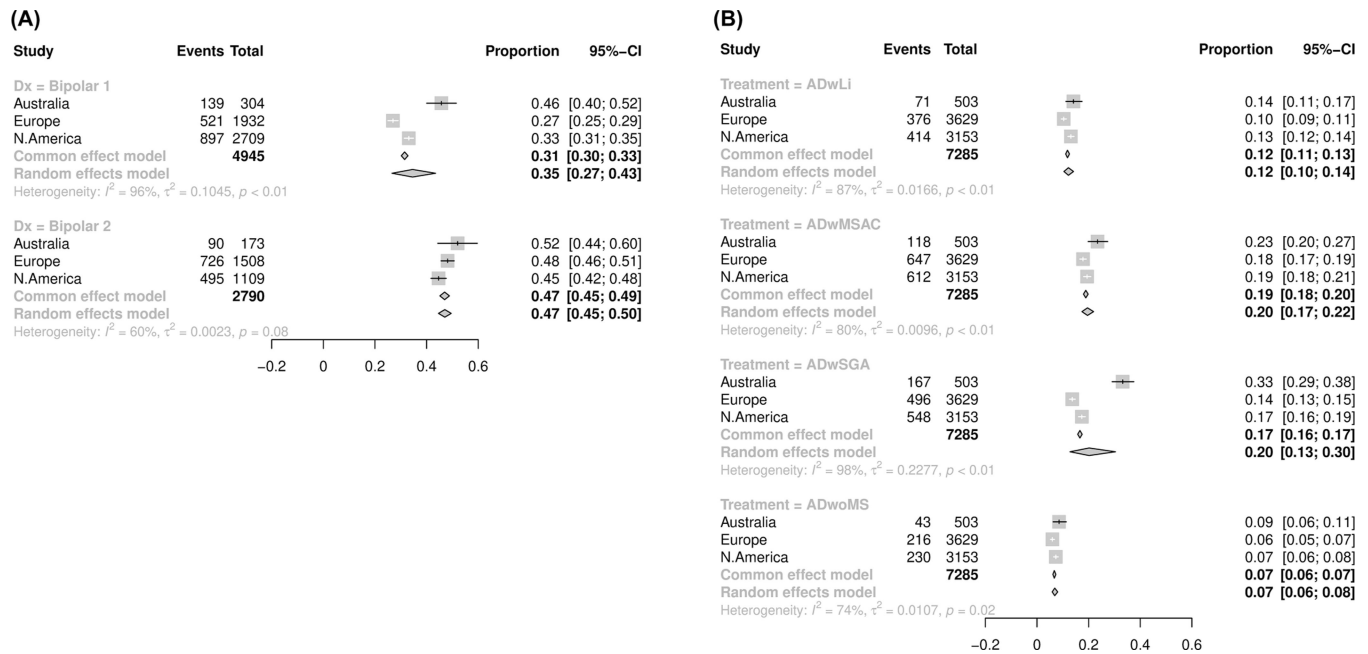 (A)
Study Events Total Proportion 95%−CI
Dx = Bipolar 1
Australia 139 304 0.46 [0.40; 0.52]
Europe 521 1932 0.27 [0.25; 0.29]
N.America 897 2709 0.33 [0.31; 0.35]
Common effect model 4945 0.31 [0.30; 0.33]
Random effects model 0.35 [0.27; 0.43]
Heterogeneity: I² = 96%, τ² = 0.1045, p < 0.01
Dx = Bipolar 2
Australia 90 173 0.52 [0.44; 0.60]
Europe 726 1508 0.48 [0.46; 0.51]
N.America 495 1109 0.45 [0.42; 0.48]
Common effect model 2790 0.47 [0.45; 0.49]
Random effects model 0.47 [0.45; 0.50]
Heterogeneity: I² = 60%, τ² = 0.0023, p = 0.08
−0.2 0 0.2 0.4 0.6
(B)
Study Events Total Proportion 95%−CI
Treatment = ADwLi
Australia 71 503 0.14 [0.11; 0.17]
Europe 376 3629 0.10 [0.09; 0.11]
N.America 414 3153 0.13 [0.12; 0.14]
Common effect model 7285 0.12 [0.11; 0.13]
Random effects model 0.12 [0.10; 0.14]
Heterogeneity: I² = 87%, τ² = 0.0166, p < 0.01
Treatment = ADwMSAC
Australia 118 503 0.23 [0.20; 0.27]
Europe 647 3629 0.18 [0.17; 0.19]
N.America 612 3153 0.19 [0.18; 0.21]
Common effect model 7285 0.19 [0.18; 0.20]
Random effects model 0.20 [0.17; 0.22]
Heterogeneity: I² = 80%, τ² = 0.0096, p < 0.01
Treatment = ADwSGA
Australia 167 503 0.33 [0.29; 0.38]
Europe 496 3629 0.14 [0.13; 0.15]
N.America 548 3153 0.17 [0.16; 0.19]
Common effect model 7285 0.17 [0.16; 0.17]
Random effects model 0.20 [0.13; 0.30]
Heterogeneity: I² = 98%, τ² = 0.2277, p < 0.01
Treatment = ADwoMS
Australia 43 503 0.09 [0.06; 0.11]
Europe 216 3629 0.06 [0.05; 0.07]
N.America 230 3153 0.07 [0.06; 0.08]
Common effect model 7285 0.07 [0.06; 0.07]
Random effects model 0.07 [0.06; 0.08]
Heterogeneity: I² = 74%, τ² = 0.0107, p = 0.02
−0.2 0 0.2 0.4 0.6